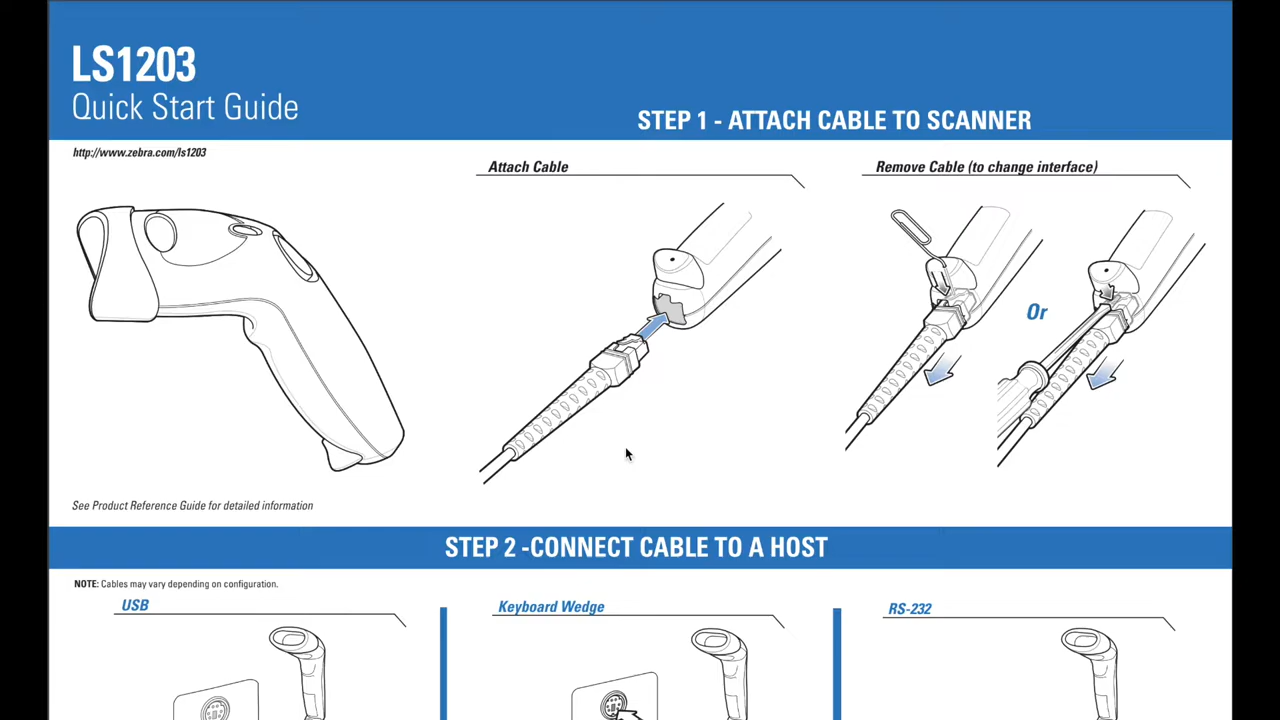 LS1203
Quick Start Guide
STEP 1 - ATTACH CABLE TO SCANNER
http://www.zebra.com/ls1203
Attach Cable
Remove Cable (to change interface)
Or
See Product Reference Guide for detailed information
STEP 2 -CONNECT CABLE TO A HOST
NOTE: Cables may vary depending on configuration.
USB
Keyboard Wedge
RS-232